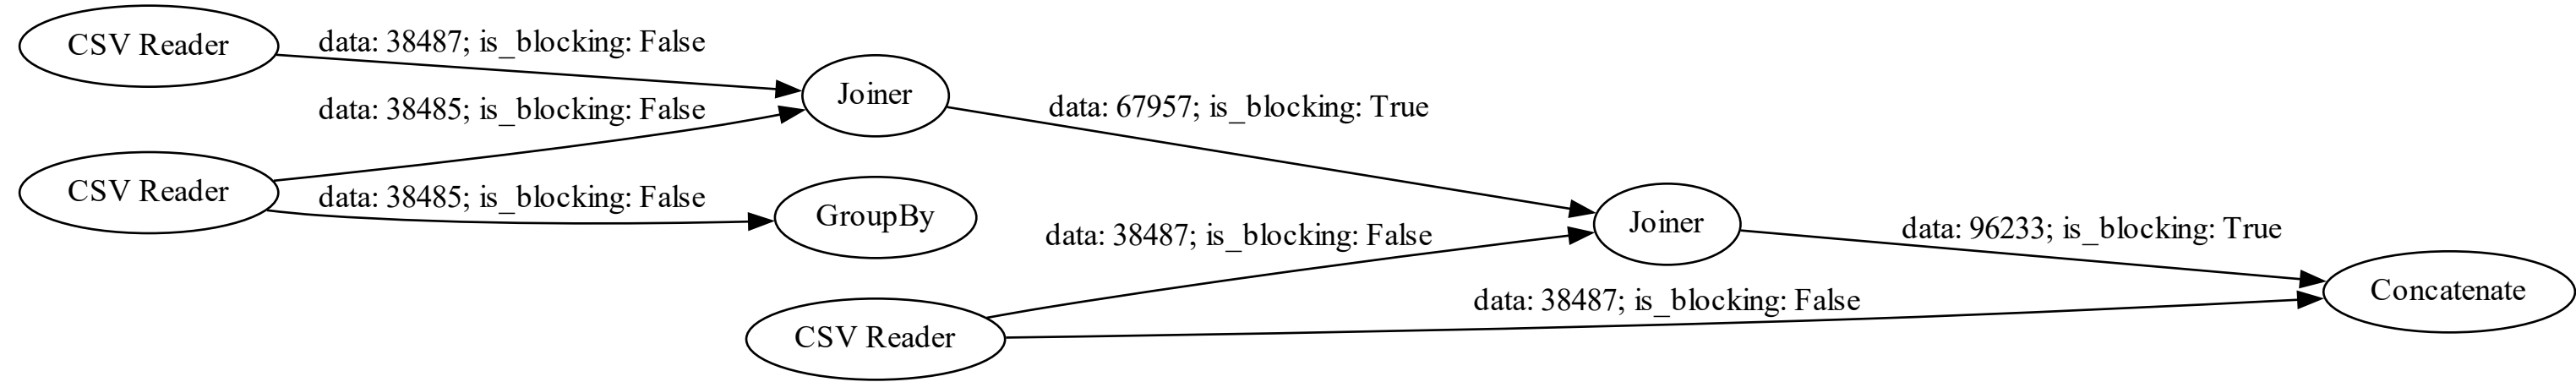 CSV Reader
data: 38487; is_blocking: False
Joiner
data: 38485; is_blocking: False
data: 67957; is_blocking: True
CSV Reader
data: 38485; is_blocking: False
GroupBy
Joiner
data: 38487; is_blocking: False
data: 96233; is_blocking: True
Concatenate
data: 38487; is_blocking: False
CSV Reader